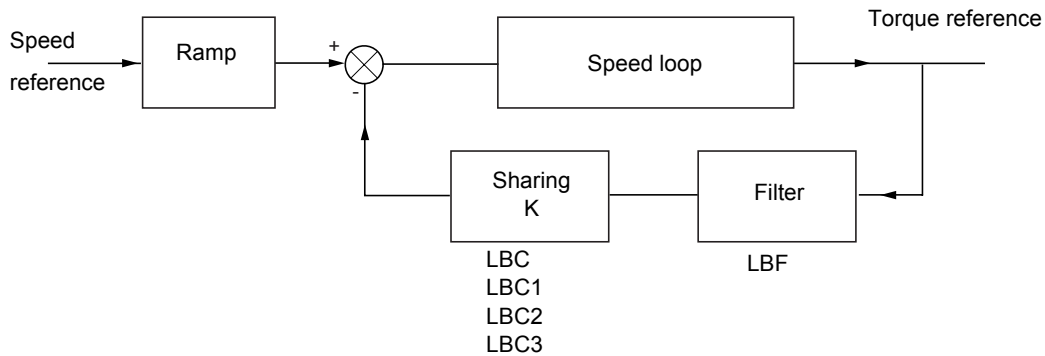 Torque reference
Speed
reference
Ramp
+
-
Speed loop
Sharing
K
Filter
LBC
LBC1
LBC2
LBC3
LBF